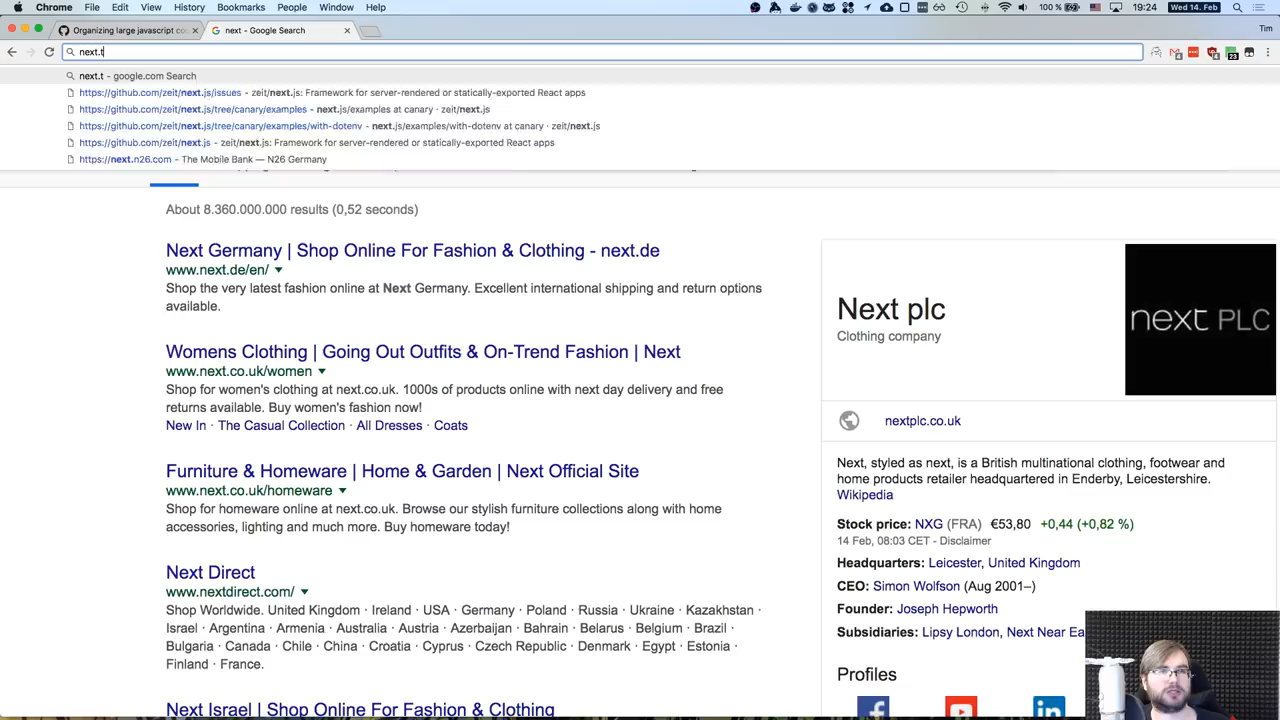 Chrome File Edit View History Bookmarks People Window Help 100 % 19:24 Wed 14. Feb
Organizing large javascript co
next - Google Search
Tim
next.t
next.t - google.com Search
https://github.com/zeit/next.js/issues - zeit/next.js: Framework for server-rendered or statically-exported React apps
https://github.com/zeit/next.js/tree/canary/examples - next.js/examples at canary · zeit/next.js
https://github.com/zeit/next.js/tree/canary/examples/with-dotenv - next.js/examples/with-dotenv at canary · zeit/next.js
https://github.com/zeit/next.js - zeit/next.js: Framework for server-rendered or statically-exported React apps
https://next.n26.com - The Mobile Bank — N26 Germany
About 8.360.000.000 results (0,52 seconds)
Next Germany | Shop Online For Fashion & Clothing - next.de
www.next.de/en/
Shop the very latest fashion online at Next Germany. Excellent international shipping and return options
available.
Womens Clothing | Going Out Outfits & On-Trend Fashion | Next
www.next.co.uk/women
Shop for women's clothing at next.co.uk. 1000s of products online with next day delivery and free
returns available. Buy women's fashion now!
New In · The Casual Collection · All Dresses · Coats
Furniture & Homeware | Home & Garden | Next Official Site
www.next.co.uk/homeware
Shop for homeware online at next.co.uk. Browse our stylish furniture collections along with home
accessories, lighting and much more. Buy homeware today!
Next Direct
www.nextdirect.com/
Shop Worldwide. United Kingdom · Ireland · USA · Germany · Poland · Russia · Ukraine · Kazakhstan ·
Israel · Argentina · Armenia · Australia · Austria · Azerbaijan · Bahrain · Belarus · Belgium · Brazil ·
Bulgaria · Canada · Chile · China · Croatia · Cyprus · Czech Republic · Denmark · Egypt · Estonia ·
Finland · France.
Next Israel | Shop Online For Fashion & Clothing
Next plc
Clothing company
next PLC
nextplc.co.uk
Next, styled as next, is a British multinational clothing, footwear and
home products retailer headquartered in Enderby, Leicestershire.
Wikipedia
Stock price: NXG (FRA) €53,80 +0,44 (+0,82 %)
14 Feb, 08:03 CET - Disclaimer
Headquarters: Leicester, United Kingdom
CEO: Simon Wolfson (Aug 2001–)
Founder: Joseph Hepworth
Subsidiaries: Lipsy London, Next Near Ea
Profiles